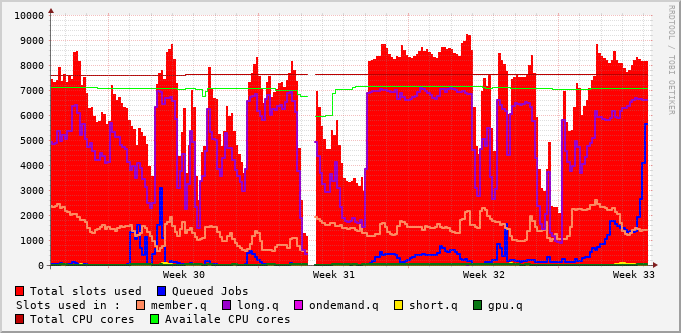 10000
9000
8000
7000
6000
5000
4000
3000
2000
1000
0
Week 30 Week 31 Week 32 Week 33
RRDTOOL / TOBI OETIKER
Total slots used Queued Jobs
Slots used in : member.q long.q ondemand.q short.q gpu.q
Total CPU cores Availale CPU cores